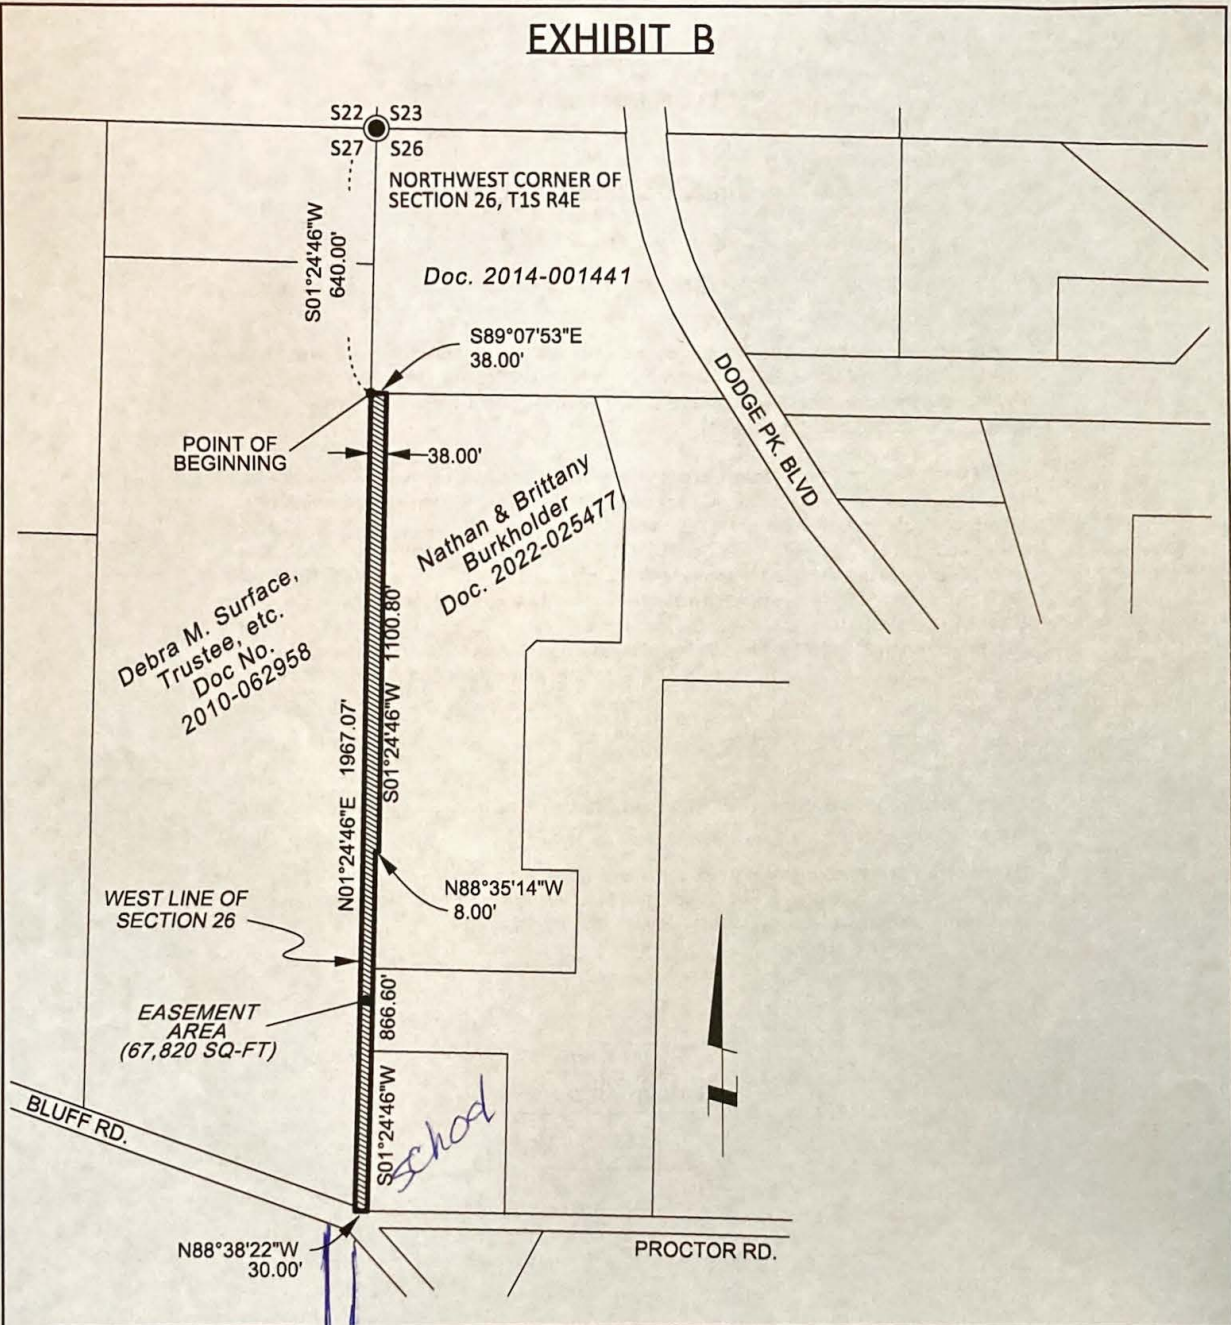 EXHIBIT B
S22 S23
S27 S26
NORTHWEST CORNER OF
SECTION 26, T1S R4E
S01°24'46"W
640.00'
Doc. 2014-001441
S89°07'53"E
38.00'
DODGE PK. BLVD
POINT OF
BEGINNING
38.00'
Nathan & Brittany
Burkholder
Doc. 2022-025477
Debra M. Surface,
Trustee, etc.
Doc No.
2010-062958
S01°24'46"W 1100.80'
N01°24'46"E 1967.07'
N88°35'14"W
8.00'
WEST LINE OF
SECTION 26
EASEMENT
AREA
(67,820 SQ-FT)
S01°24'46"W 866.60'
school
BLUFF RD.
N88°38'22"W
30.00'
PROCTOR RD.